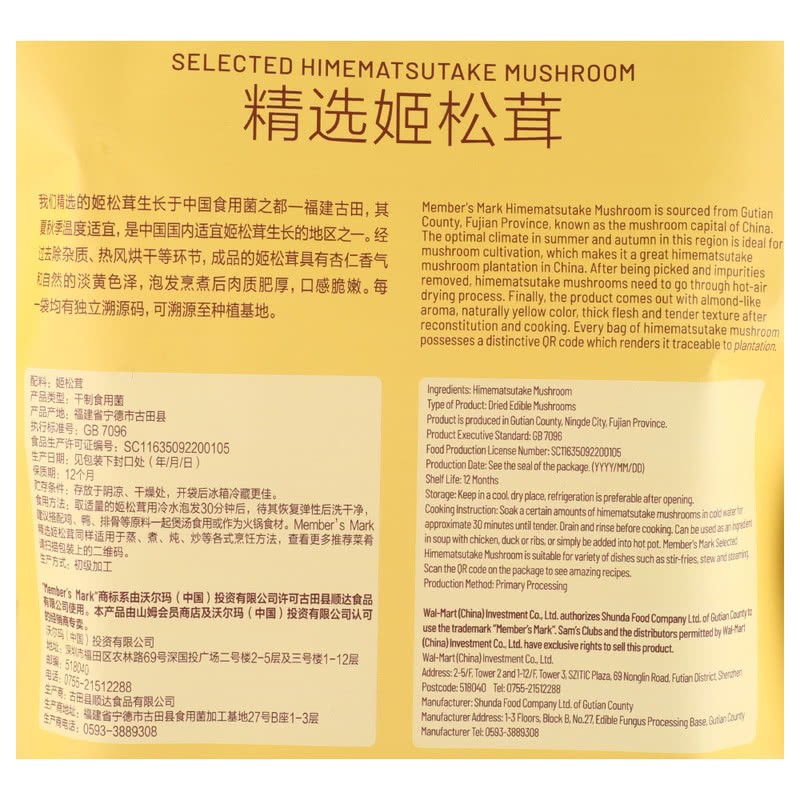 SELECTED HIMEMATSUTAKE MUSHROOM
精选姬松茸
我们精选的姬松茸生长于中国食用菌之都—福建古田，其
夏秋季温度适宜，是中国国内适宜姬松茸生长的地区之一。经
过去除杂质、热风烘干等环节，成品的姬松茸具有杏仁香气
和自然的淡黄色泽，泡发烹煮后肉质肥厚，口感脆嫩。每
一袋均有独立溯源码，可溯源至种植基地。
Member's Mark Himematsutake Mushroom is sourced from Gutian
County, Fujian Province, known as the mushroom capital of China.
The optimal climate in summer and autumn in this region is ideal for
mushroom cultivation, which makes it a great himematsutake
mushroom plantation in China. After being picked and impurities
removed, himematsutake mushrooms need to go through hot-air
drying process. Finally, the product comes out with almond-like
aroma, naturally yellow color, thick flesh and tender texture after
reconstitution and cooking. Every bag of himematsutake mushroom
possesses a distinctive QR code which renders it traceable to plantation.
配料：姬松茸
产品类型：干制食用菌
产品产地：福建省宁德市古田县
执行标准号：GB 7096
食品生产许可证编号：SC11635092200105
生产日期：见包装下封口处（年/月/日）
保质期：12个月
贮存条件：存放于阴凉、干燥处，开袋后冰箱冷藏更佳。
食用方法：取适量的姬松茸用冷水泡发30分钟后，待其恢复弹性后洗干净，
建议搭配鸡、鸭、排骨等原料一起煲汤食用或作为火锅食材。Member's Mark
精选姬松茸同样适用于蒸、煮、炖、炒等各式烹饪方法，查看更多推荐菜肴
请扫描包装上的二维码。
生产方式：初级加工
"Member's Mark"商标系由沃尔玛（中国）投资有限公司许可古田县顺达食品
有限公司使用。本产品由山姆会员商店及沃尔玛（中国）投资有限公司认可
的经销商专卖。
沃尔玛（中国）投资有限公司
地址：深圳市福田区农林路69号深国投广场二号楼2-5层及三号楼1-12层
邮编：518040
电话：0755-21512288
生产商：古田县顺达食品有限公司
生产商地址：福建省宁德市古田县食用菌加工基地27号B座1-3层
生产商电话：0593-3889308
Ingredients: Himematsutake Mushroom
Type of Product: Dried Edible Mushrooms
Product is produced in Gutian County, Ningde City, Fujian Province.
Product Executive Standard: GB 7096
Food Production License Number: SC11635092200105
Production Date: See the seal of the package. (YYYY/MM/DD)
Shelf Life: 12 Months
Storage: Keep in a cool, dry place, refrigeration is preferable after opening.
Cooking Instruction: Soak a certain amounts of himematsutake mushrooms in cold water for
approximate 30 minutes until tender. Drain and rinse before cooking. Can be used as an ingredient
in soup with chicken, duck or ribs, or simply be added into hot pot. Member's Mark Selected
Himematsutake Mushroom is suitable for variety of dishes such as stir-fries, stew and steaming.
Scan the QR code on the package to see amazing recipes.
Production Method: Primary Processing
Wal-Mart (China) Investment Co., Ltd. authorizes Shunda Food Company Ltd. of Gutian County to
use the trademark "Member's Mark". Sam's Clubs and the distributors permitted by Wal-Mart
(China) Investment Co., Ltd. have exclusive rights to sell this product.
Wal-Mart (China) Investment Co., Ltd.
Address: 2-5/F, Tower 2 and 1-12/F, Tower 3, SZITIC Plaza, 69 Nonglin Road, Futian District, Shenzhen
Postcode: 518040 Tel: 0755-21512288
Manufacturer: Shunda Food Company Ltd. of Gutian County
Manufacturer Address: 1-3 Floors, Block B, No.27, Edible Fungus Processing Base, Gutian County
Manufacturer Tel: 0593-3889308